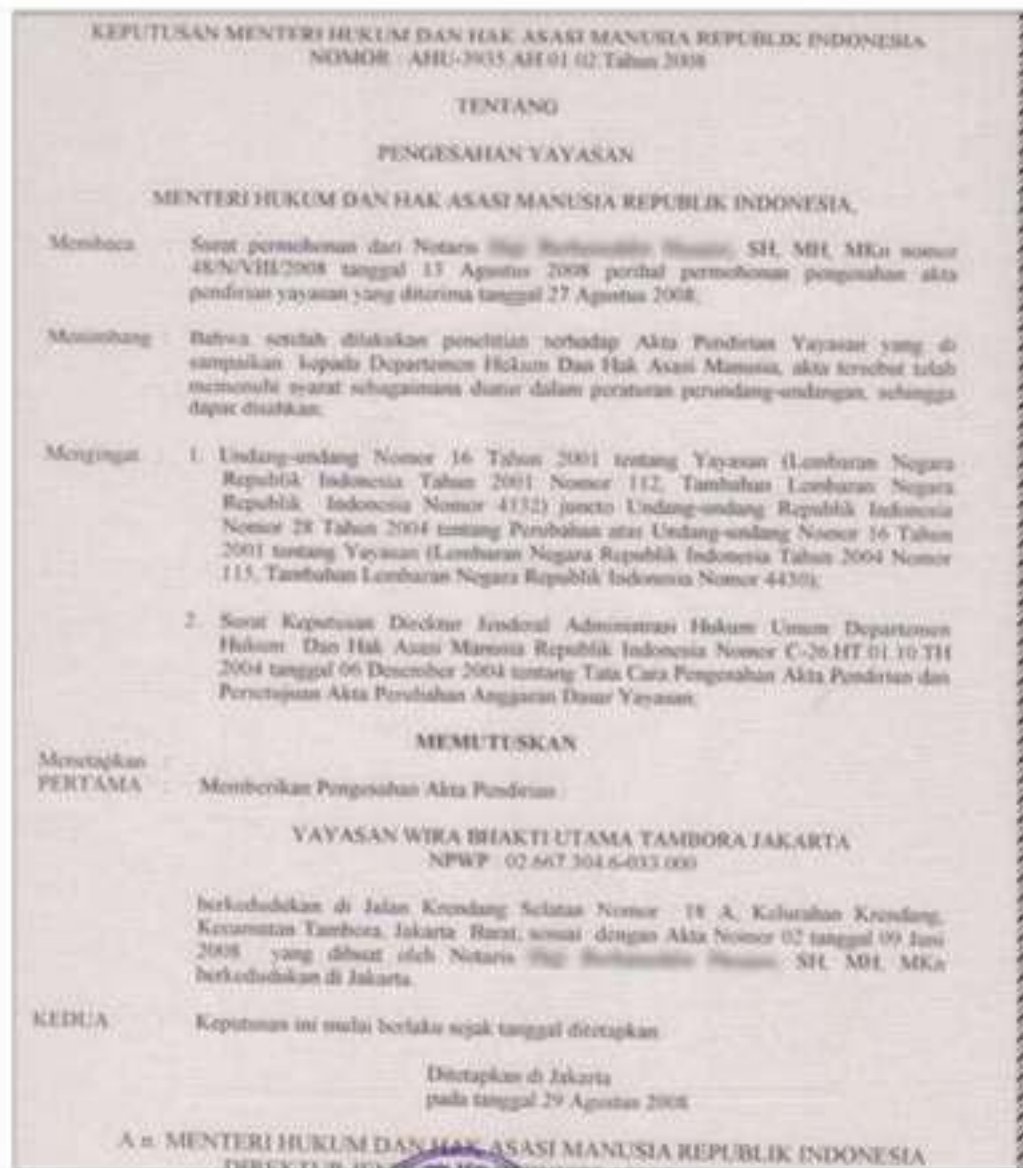 KEPUTUSAN MENTERI HUKUM DAN HAK ASASI MANUSIA REPUBLIK INDONESIA
NOMOR : AHU-3935.AH.01.02.Tahun 2008
TENTANG
PENGESAHAN YAYASAN
MENTERI HUKUM DAN HAK ASASI MANUSIA REPUBLIK INDONESIA,
Membaca : Surat permohonan dari Notaris SH, MH, MKn nomor
48/N/VIII/2008 tanggal 13 Agustus 2008 perihal permohonan pengesahan akta
pendirian yayasan yang diterima tanggal 27 Agustus 2008;
Menimbang : Bahwa setelah dilakukan penelitian terhadap Akta Pendirian Yayasan yang di
sampaikan kepada Departemen Hukum Dan Hak Asasi Manusia, akta tersebut telah
memenuhi syarat sebagaimana diatur dalam peraturan perundang-undangan, sehingga
dapat disahkan;
Mengingat : 1. Undang-undang Nomor 16 Tahun 2001 tentang Yayasan (Lembaran Negara
Republik Indonesia Tahun 2001 Nomor 112, Tambahan Lembaran Negara
Republik Indonesia Nomor 4132) juncto Undang-undang Republik Indonesia
Nomor 28 Tahun 2004 tentang Perubahan atas Undang-undang Nomor 16 Tahun
2001 tentang Yayasan (Lembaran Negara Republik Indonesia Tahun 2004 Nomor
115, Tambahan Lembaran Negara Republik Indonesia Nomor 4430);
2. Surat Keputusan Direktur Jenderal Administrasi Hukum Umum Departemen
Hukum Dan Hak Asasi Manusia Republik Indonesia Nomor C-26.HT.01.10.TH
2004 tanggal 06 Desember 2004 tentang Tata Cara Pengesahan Akta Pendirian dan
Persetujuan Akta Perubahan Anggaran Dasar Yayasan;
MEMUTUSKAN
Menetapkan :
PERTAMA : Memberikan Pengesahan Akta Pendirian :
YAYASAN WIRA BHAKTI UTAMA TAMBORA JAKARTA
NPWP : 02.667.304.6-033.000
berkedudukan di Jalan Krendang Selatan Nomor 18 A, Kelurahan Krendang,
Kecamatan Tambora, Jakarta Barat, sesuai dengan Akta Nomor 02 tanggal 09 Juni
2008 yang dibuat oleh Notaris SH, MH, MKn
berkedudukan di Jakarta.
KEDUA Keputusan ini mulai berlaku sejak tanggal ditetapkan
Ditetapkan di Jakarta
pada tanggal 29 Agustus 2008
A.n. MENTERI HUKUM DAN HAK ASASI MANUSIA REPUBLIK INDONESIA